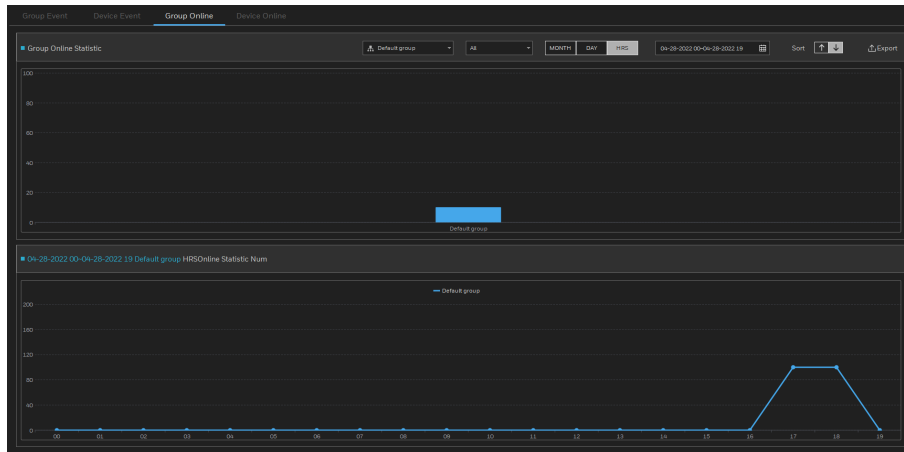 Group Event Device Event Group Online Device Online
Group Online Statistic Default group All MONTH DAY HRS 04-28-2022 00-04-28-2022 19 Sort Export
100
80
60
40
20
0
Default group
04-28-2022 00-04-28-2022 19 Default group HRSOnline Statistic Num
Default group
200
160
120
80
40
0
00 01 02 03 04 05 06 07 08 09 10 11 12 13 14 15 16 17 18 19